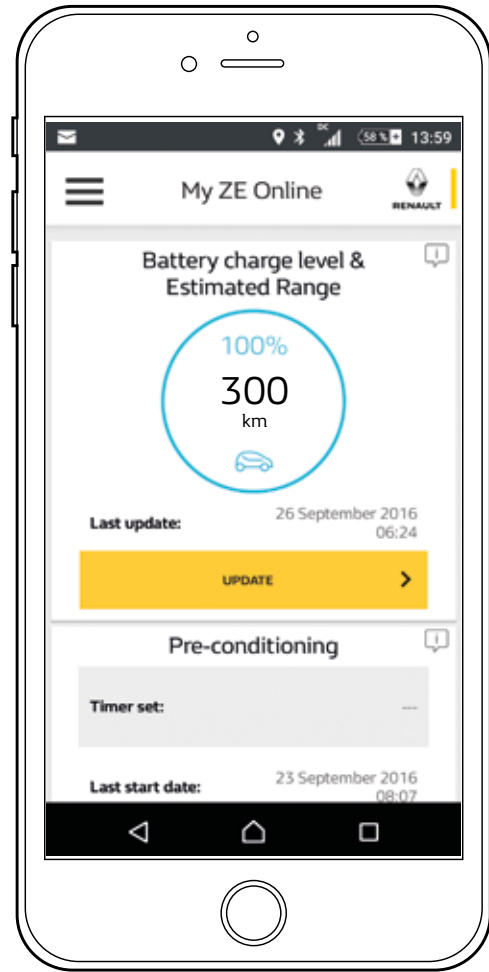 DC 58 % 13:59
My ZE Online
RENAULT
Battery charge level &
Estimated Range
100%
300
km
Last update: 26 September 2016
06:24
UPDATE
Pre-conditioning
Timer set: ---
Last start date: 23 September 2016
08:07